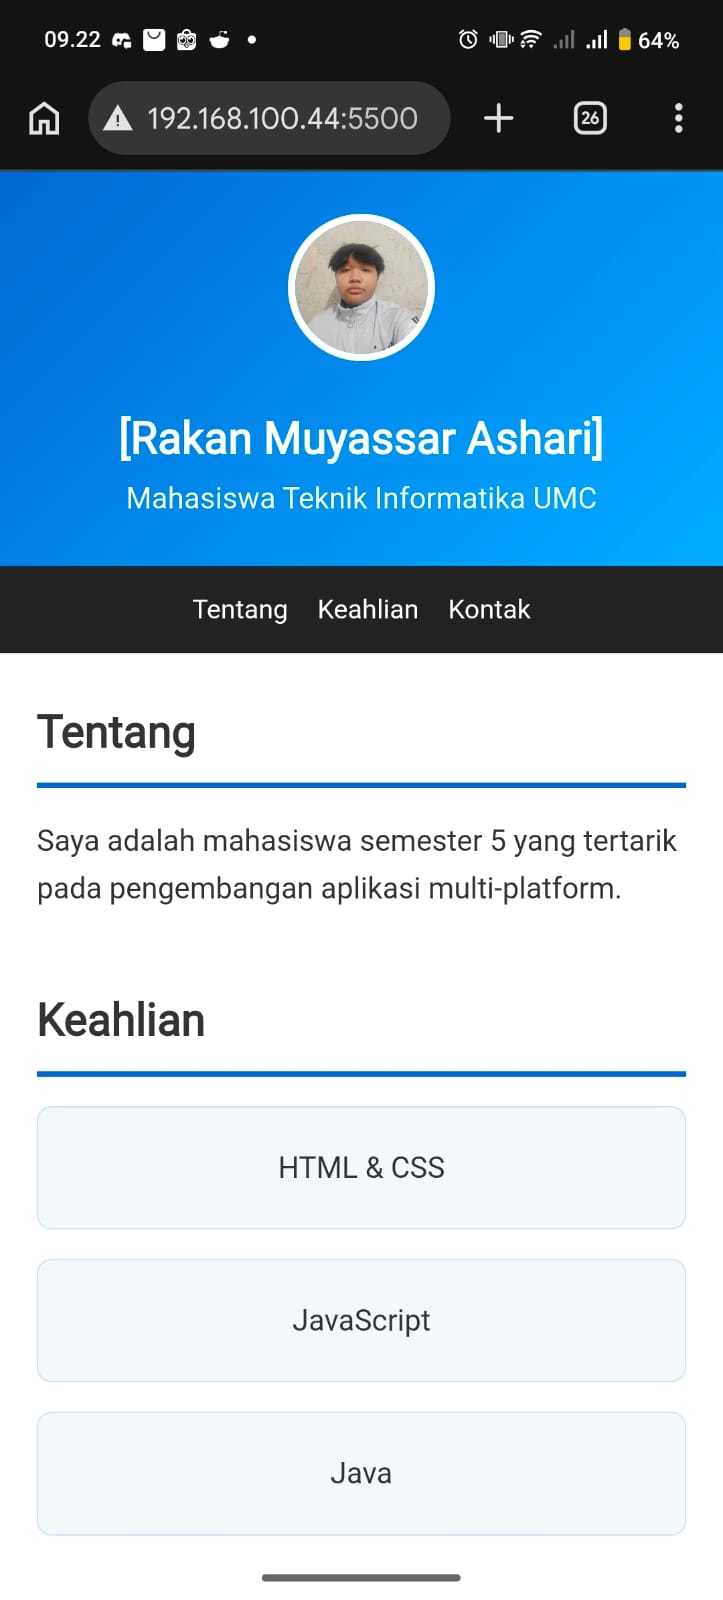 09.22
64%
192.168.100.44:5500
26
[Rakan Muyassar Ashari]
Mahasiswa Teknik Informatika UMC
Tentang Keahlian Kontak
Tentang
Saya adalah mahasiswa semester 5 yang tertarik
pada pengembangan aplikasi multi-platform.
Keahlian
HTML & CSS
JavaScript
Java